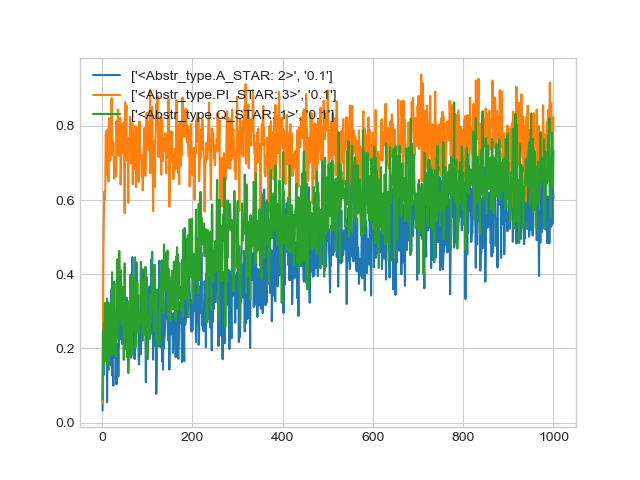 ['<Abstr_type.A_STAR: 2>', '0.1']
['<Abstr_type.PI_STAR: 3>', '0.1']
['<Abstr_type.Q_STAR: 1>', '0.1']
0.8
0.6
0.4
0.2
0.0
0 200 400 600 800 1000